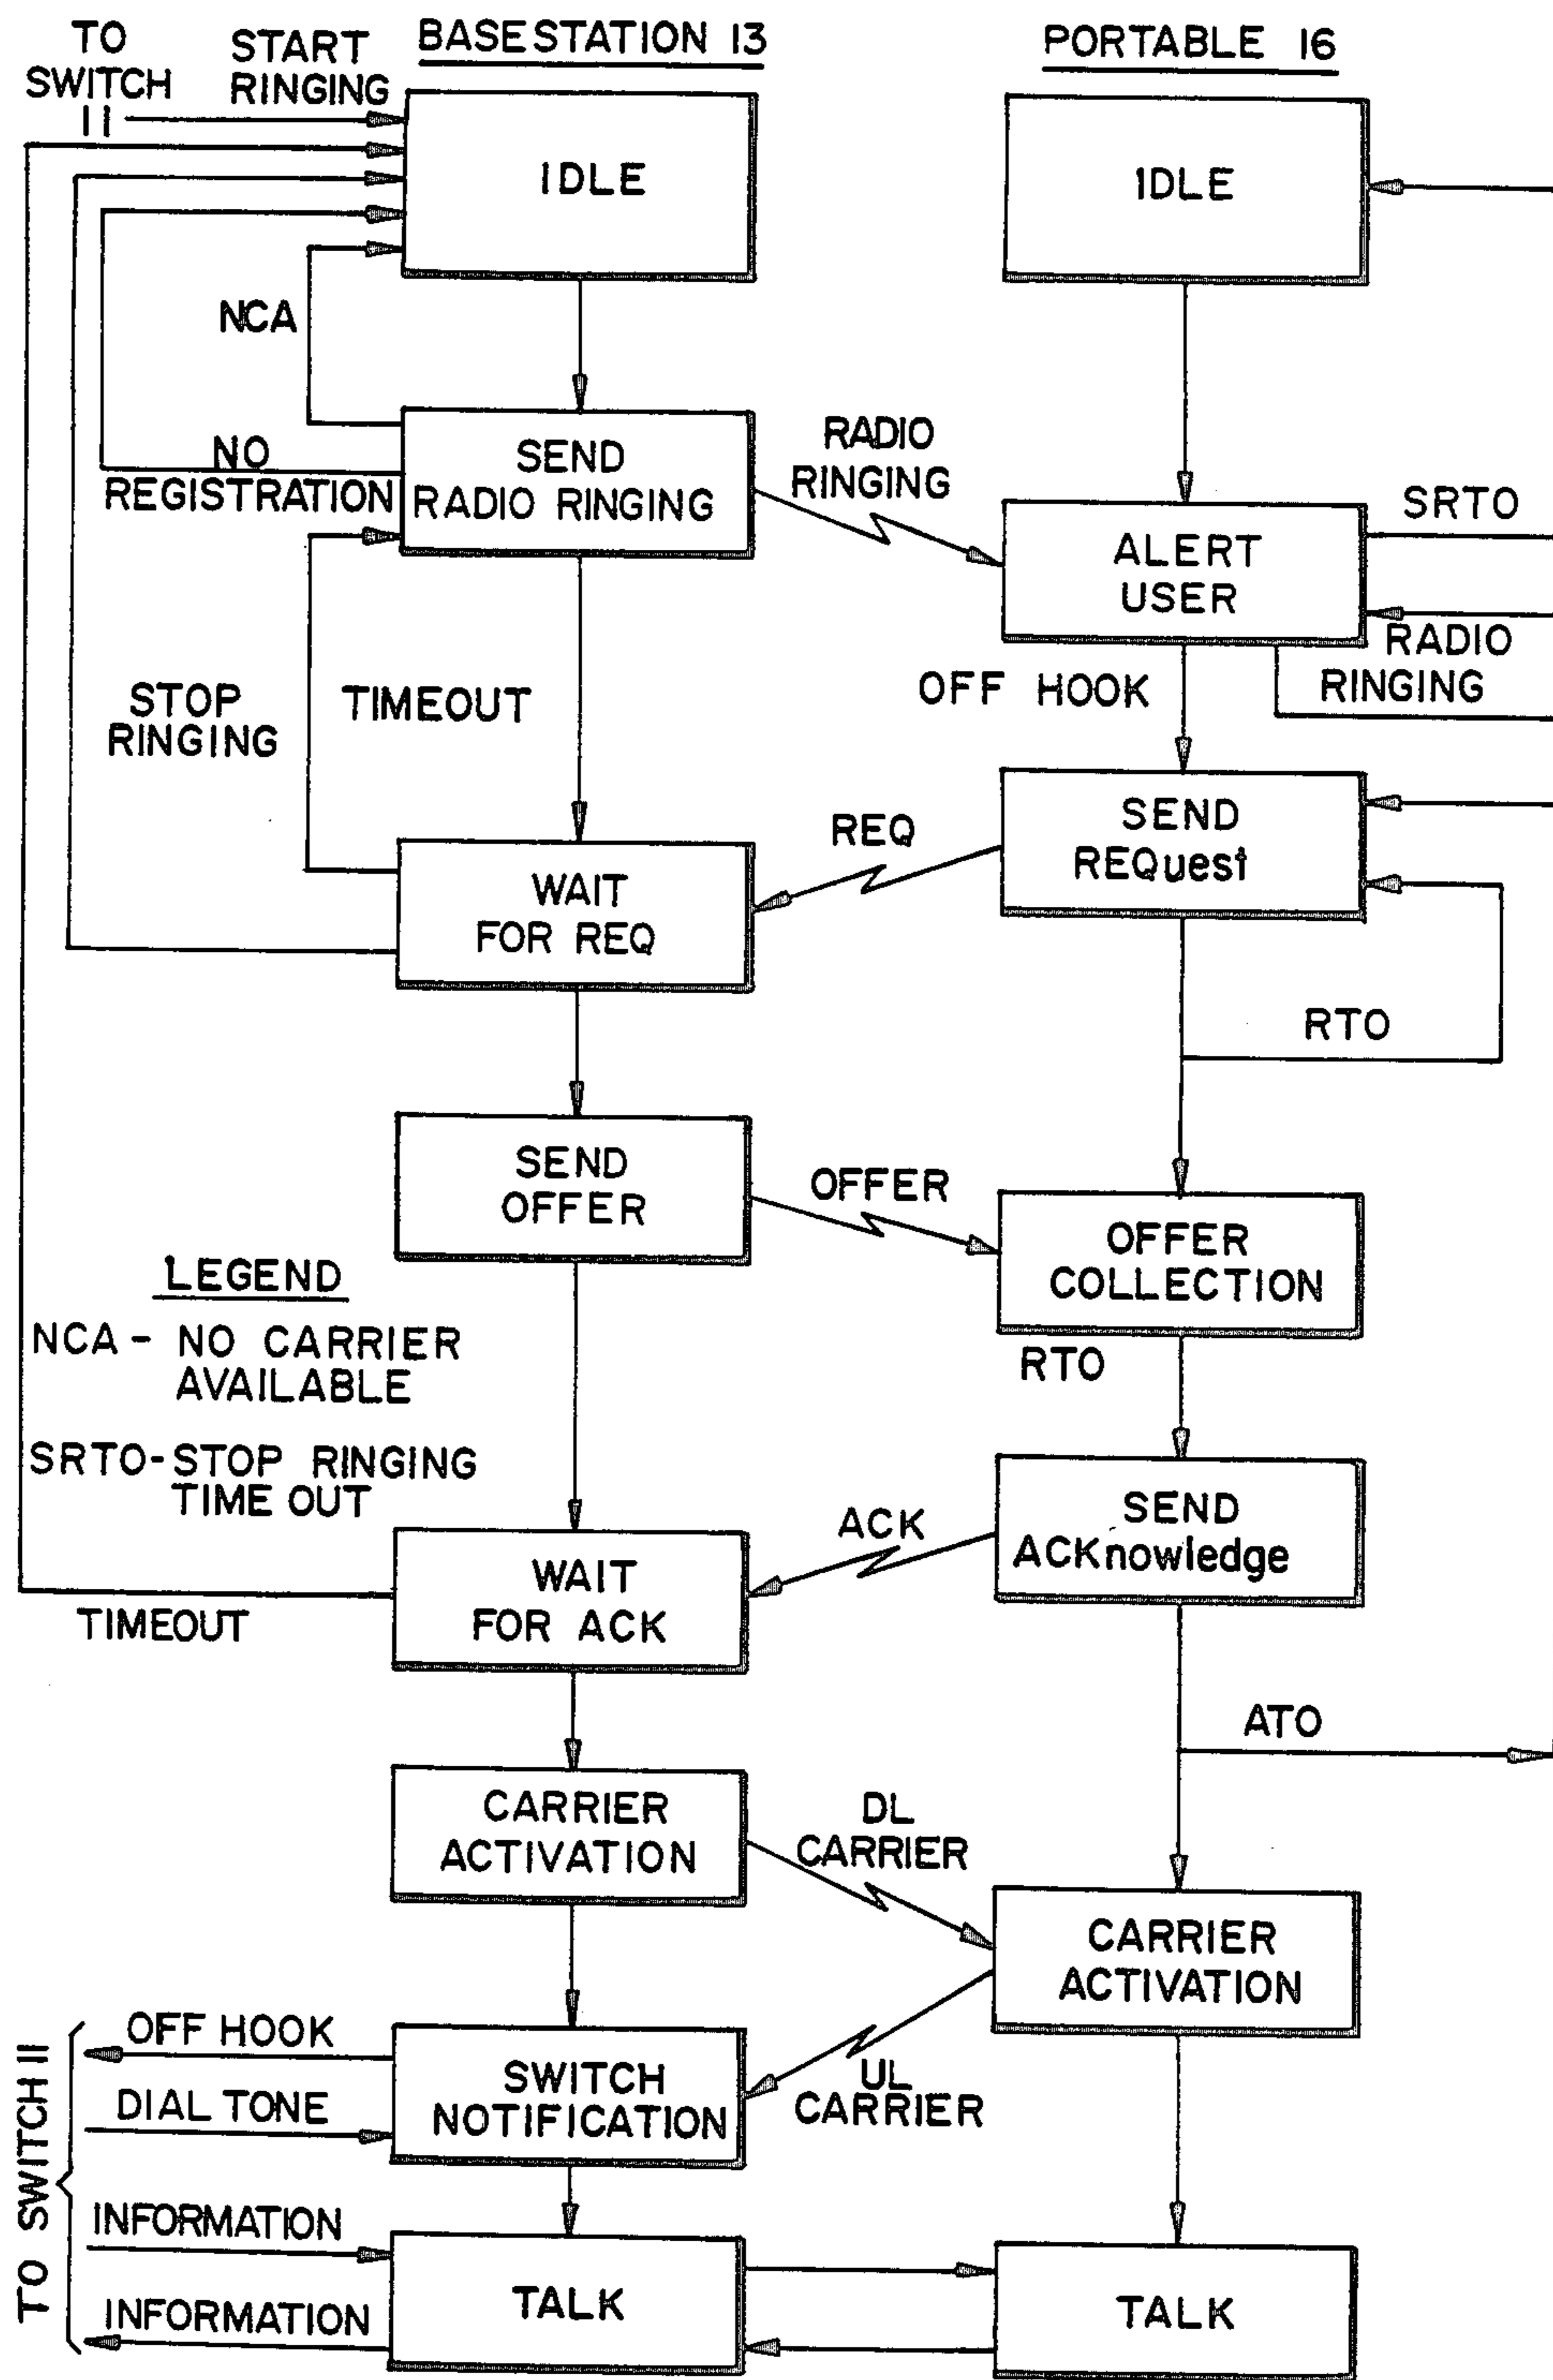 TO
SWITCH
11
START
RINGING
BASESTATION 13
PORTABLE 16
IDLE
IDLE
NCA
NO
REGISTRATION
SEND
RADIO RINGING
RADIO
RINGING
ALERT
USER
SRTO
RADIO
RINGING
OFF HOOK
STOP
RINGING
TIMEOUT
SEND
REQuest
REQ
WAIT
FOR REQ
RTO
SEND
OFFER
OFFER
OFFER
COLLECTION
LEGEND
NCA - NO CARRIER
AVAILABLE
SRTO-STOP RINGING
TIME OUT
RTO
SEND
ACKnowledge
ACK
WAIT
FOR ACK
TIMEOUT
ATO
CARRIER
ACTIVATION
DL
CARRIER
CARRIER
ACTIVATION
OFF HOOK
DIAL TONE
SWITCH
NOTIFICATION
UL
CARRIER
TO SWITCH 11
INFORMATION
INFORMATION
TALK
TALK